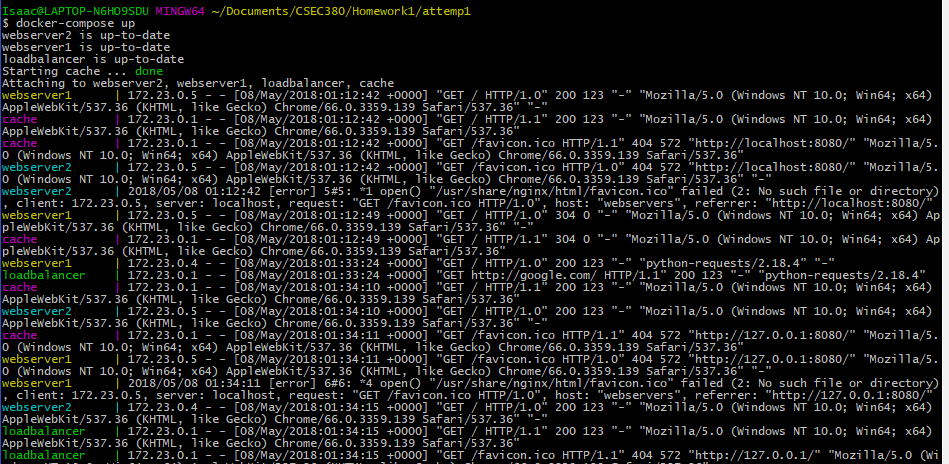 Isaac@LAPTOP-N6HO9SDU MINGW64 ~/Documents/CSEC380/Homework1/attemp1
$ docker-compose up
webserver2 is up-to-date
webserver1 is up-to-date
loadbalancer is up-to-date
Starting cache ... done
Attaching to webserver2, webserver1, loadbalancer, cache
webserver1      | 172.23.0.5 - - [08/May/2018:01:12:42 +0000] "GET / HTTP/1.0" 200 123 "-" "Mozilla/5.0 (Windows NT 10.0; Win64; x64)
AppleWebKit/537.36 (KHTML, like Gecko) Chrome/66.0.3359.139 Safari/537.36" "-"
cache           | 172.23.0.1 - - [08/May/2018:01:12:42 +0000] "GET / HTTP/1.1" 200 123 "-" "Mozilla/5.0 (Windows NT 10.0; Win64; x64)
AppleWebKit/537.36 (KHTML, like Gecko) Chrome/66.0.3359.139 Safari/537.36"
cache           | 172.23.0.1 - - [08/May/2018:01:12:42 +0000] "GET /favicon.ico HTTP/1.1" 404 572 "http://localhost:8080/" "Mozilla/5.
0 (Windows NT 10.0; Win64; x64) AppleWebKit/537.36 (KHTML, like Gecko) Chrome/66.0.3359.139 Safari/537.36"
webserver2      | 172.23.0.5 - - [08/May/2018:01:12:42 +0000] "GET /favicon.ico HTTP/1.0" 404 572 "http://localhost:8080/" "Mozilla/5.
0 (Windows NT 10.0; Win64; x64) AppleWebKit/537.36 (KHTML, like Gecko) Chrome/66.0.3359.139 Safari/537.36" "-"
webserver2      | 2018/05/08 01:12:42 [error] 5#5: *1 open() "/usr/share/nginx/html/favicon.ico" failed (2: No such file or directory)
, client: 172.23.0.5, server: localhost, request: "GET /favicon.ico HTTP/1.0", host: "webservers", referrer: "http://localhost:8080/"
webserver1      | 172.23.0.5 - - [08/May/2018:01:12:49 +0000] "GET / HTTP/1.0" 304 0 "-" "Mozilla/5.0 (Windows NT 10.0; Win64; x64) Ap
pleWebKit/537.36 (KHTML, like Gecko) Chrome/66.0.3359.139 Safari/537.36" "-"
cache           | 172.23.0.1 - - [08/May/2018:01:12:49 +0000] "GET / HTTP/1.1" 304 0 "-" "Mozilla/5.0 (Windows NT 10.0; Win64; x64) Ap
pleWebKit/537.36 (KHTML, like Gecko) Chrome/66.0.3359.139 Safari/537.36"
webserver1      | 172.23.0.4 - - [08/May/2018:01:33:24 +0000] "GET / HTTP/1.0" 200 123 "-" "python-requests/2.18.4" "-"
loadbalancer    | 172.23.0.1 - - [08/May/2018:01:33:24 +0000] "GET http://google.com/ HTTP/1.1" 200 123 "-" "python-requests/2.18.4"
cache           | 172.23.0.1 - - [08/May/2018:01:34:10 +0000] "GET / HTTP/1.1" 200 123 "-" "Mozilla/5.0 (Windows NT 10.0; Win64; x64)
AppleWebKit/537.36 (KHTML, like Gecko) Chrome/66.0.3359.139 Safari/537.36"
webserver2      | 172.23.0.5 - - [08/May/2018:01:34:10 +0000] "GET / HTTP/1.0" 200 123 "-" "Mozilla/5.0 (Windows NT 10.0; Win64; x64)
AppleWebKit/537.36 (KHTML, like Gecko) Chrome/66.0.3359.139 Safari/537.36" "-"
cache           | 172.23.0.1 - - [08/May/2018:01:34:11 +0000] "GET /favicon.ico HTTP/1.1" 404 572 "http://127.0.0.1:8080/" "Mozilla/5.
0 (Windows NT 10.0; Win64; x64) AppleWebKit/537.36 (KHTML, like Gecko) Chrome/66.0.3359.139 Safari/537.36"
webserver1      | 172.23.0.5 - - [08/May/2018:01:34:11 +0000] "GET /favicon.ico HTTP/1.0" 404 572 "http://127.0.0.1:8080/" "Mozilla/5.
0 (Windows NT 10.0; Win64; x64) AppleWebKit/537.36 (KHTML, like Gecko) Chrome/66.0.3359.139 Safari/537.36" "-"
webserver1      | 2018/05/08 01:34:11 [error] 6#6: *4 open() "/usr/share/nginx/html/favicon.ico" failed (2: No such file or directory)
, client: 172.23.0.5, server: localhost, request: "GET /favicon.ico HTTP/1.0", host: "webservers", referrer: "http://127.0.0.1:8080/"
webserver2      | 172.23.0.4 - - [08/May/2018:01:34:15 +0000] "GET / HTTP/1.0" 200 123 "-" "Mozilla/5.0 (Windows NT 10.0; Win64; x64)
AppleWebKit/537.36 (KHTML, like Gecko) Chrome/66.0.3359.139 Safari/537.36" "-"
loadbalancer    | 172.23.0.1 - - [08/May/2018:01:34:15 +0000] "GET / HTTP/1.1" 200 123 "-" "Mozilla/5.0 (Windows NT 10.0; Win64; x64)
AppleWebKit/537.36 (KHTML, like Gecko) Chrome/66.0.3359.139 Safari/537.36"
loadbalancer    | 172.23.0.1 - - [08/May/2018:01:34:15 +0000] "GET /favicon.ico HTTP/1.1" 404 572 "http://127.0.0.1/" "Mozilla/5.0 (Wi